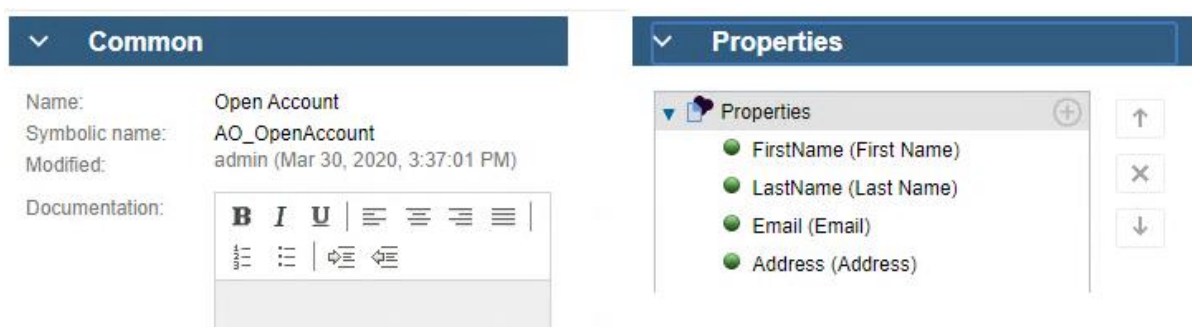 Common
Name: Open Account
Symbolic name: AO_OpenAccount
Modified: admin (Mar 30, 2020, 3:37:01 PM)
Documentation:
B I U
Properties
Properties
FirstName (First Name)
LastName (Last Name)
Email (Email)
Address (Address)